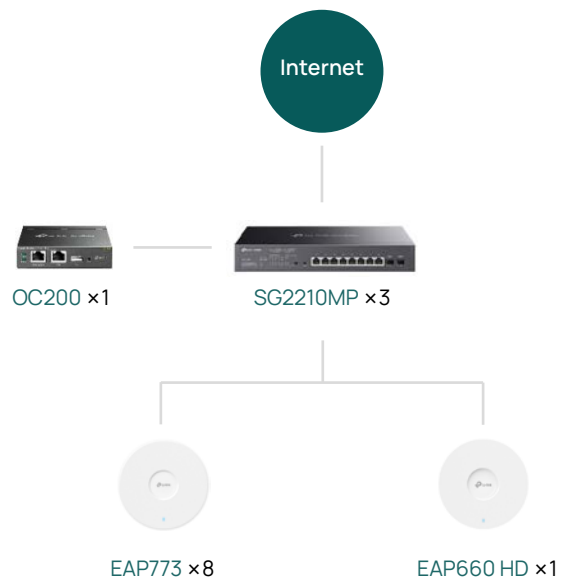 Internet
OC200 ×1
SG2210MP ×3
EAP773 ×8
EAP660 HD ×1